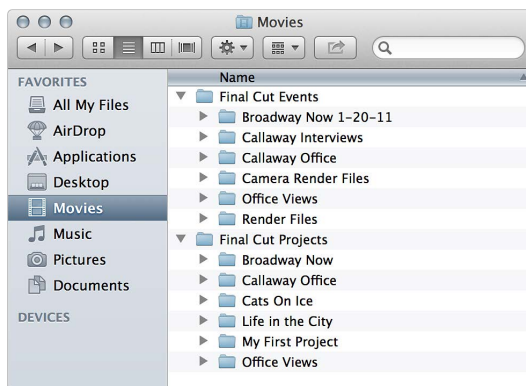 Movies
FAVORITES
All My Files
AirDrop
Applications
Desktop
Movies
Music
Pictures
Documents
DEVICES
Name
Final Cut Events
Broadway Now 1-20-11
Callaway Interviews
Callaway Office
Camera Render Files
Office Views
Render Files
Final Cut Projects
Broadway Now
Callaway Office
Cats On Ice
Life in the City
My First Project
Office Views